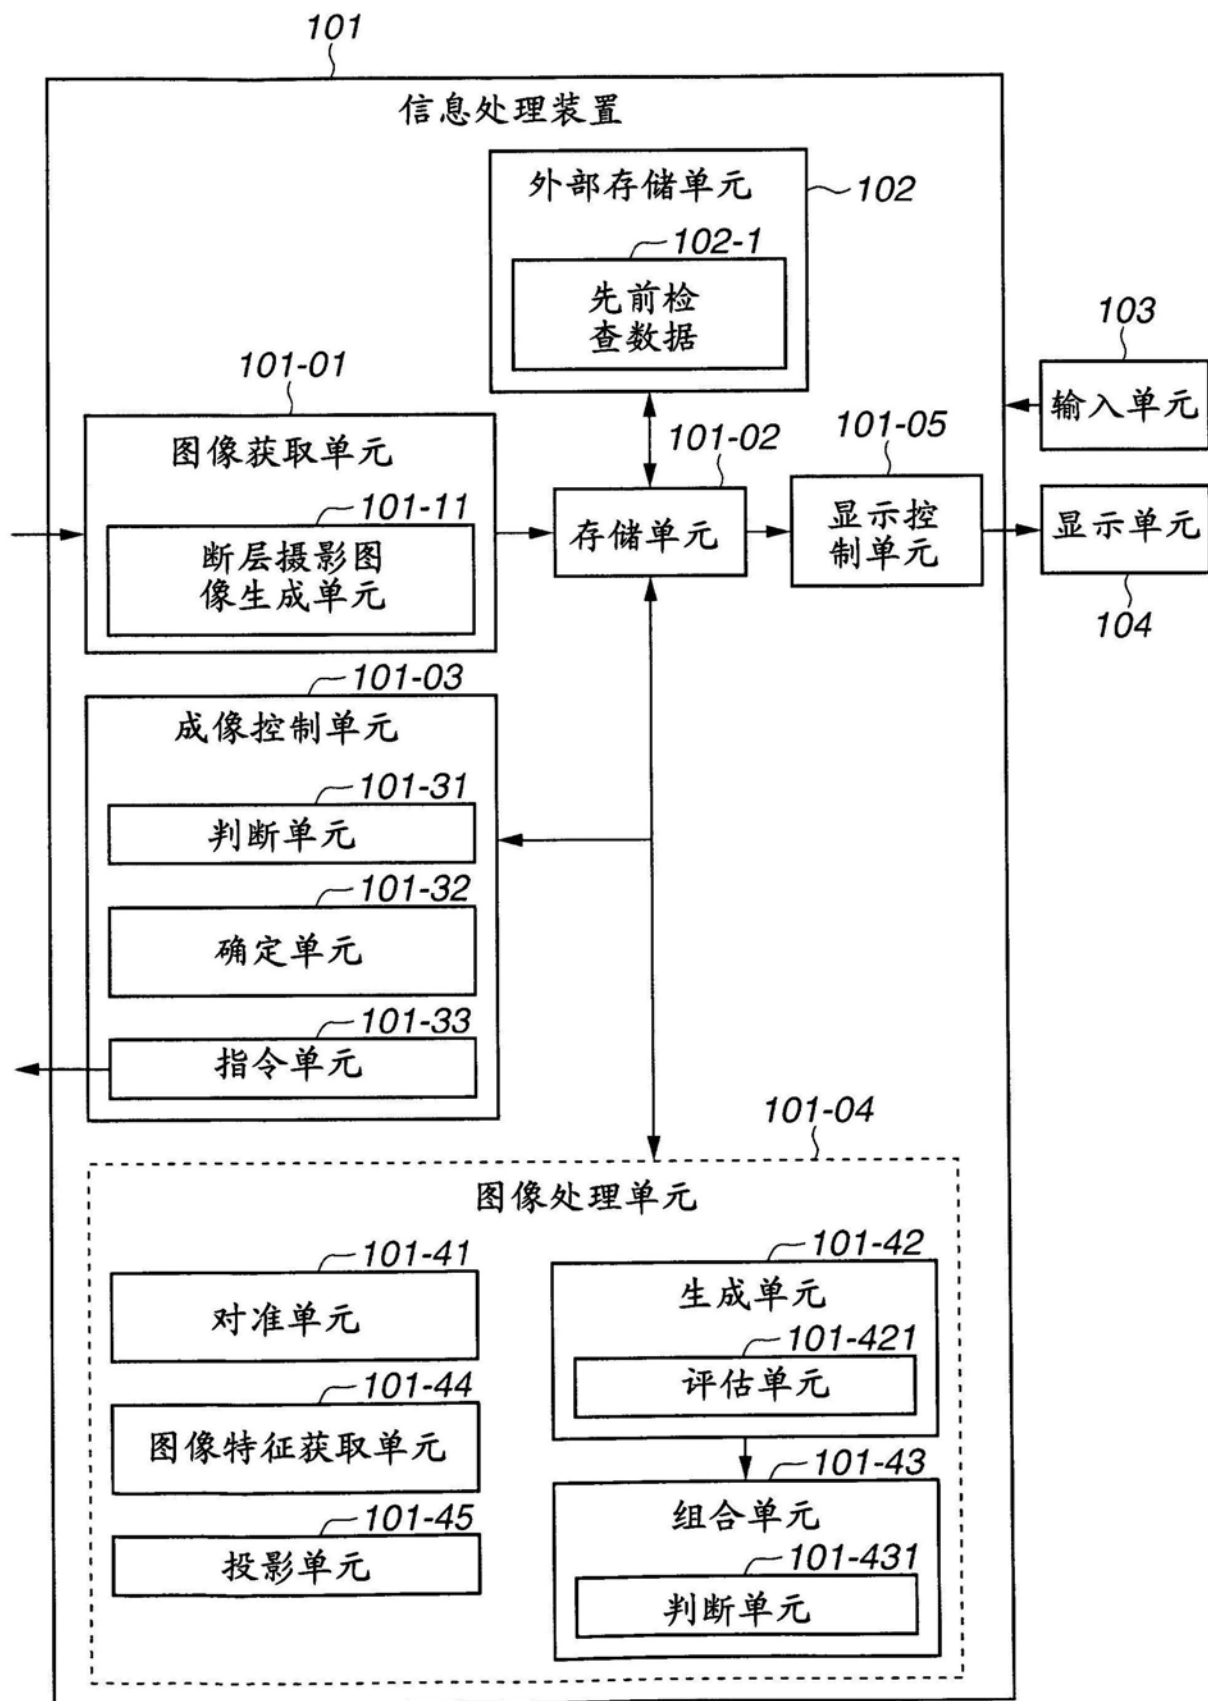 101
信息处理装置
外部存储单元
102
102-1
先前检
查数据
103
输入单元
101-01
图像获取单元
101-11
断层摄影图
像生成单元
101-02
存储单元
101-05
显示控
制单元
显示单元
104
101-03
成像控制单元
101-31
判断单元
101-32
确定单元
101-33
指令单元
101-04
图像处理单元
101-41
对准单元
101-44
图像特征获取单元
101-45
投影单元
101-42
生成单元
101-421
评估单元
101-43
组合单元
101-431
判断单元